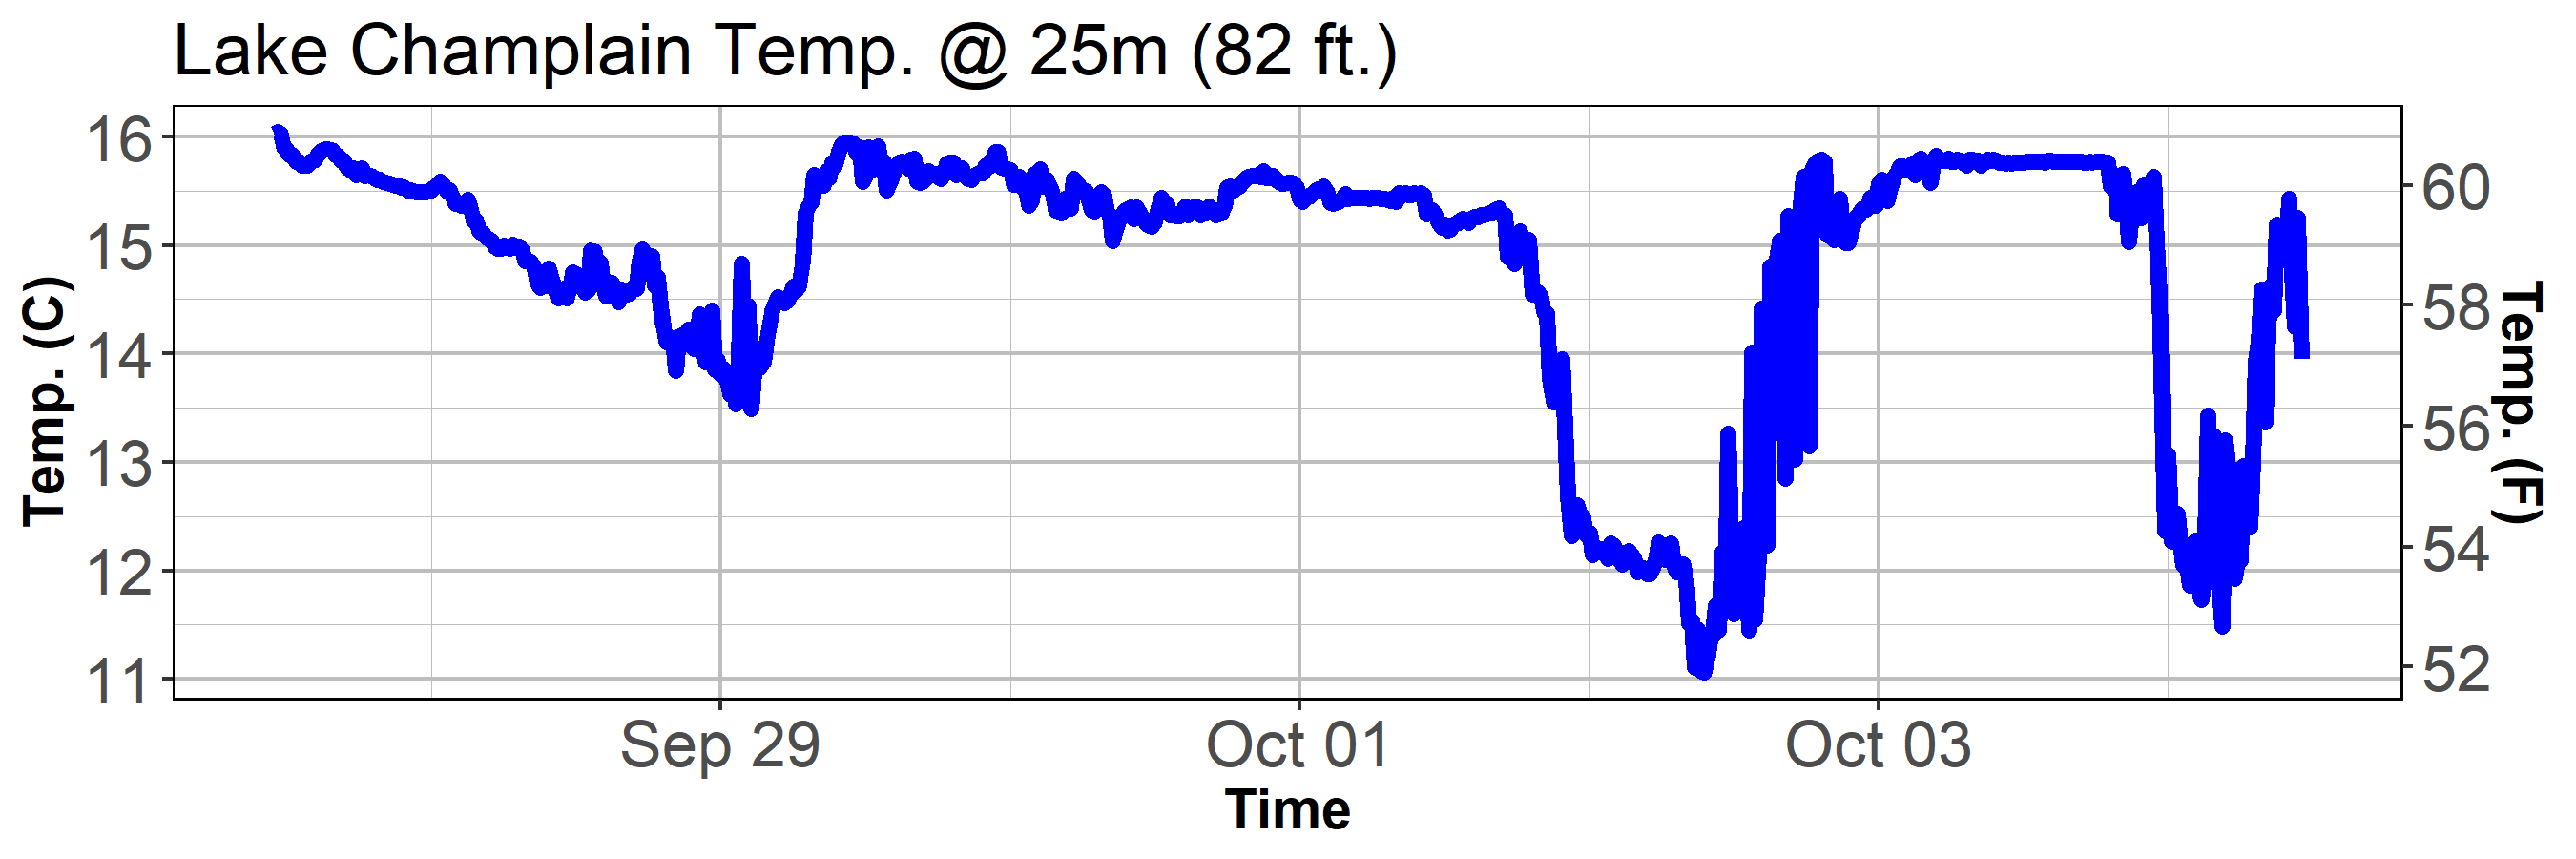 Lake Champlain Temp. @ 25m (82 ft.)
Temp. (C)
16
15
14
13
12
11
60
58
56
54
52
Temp. (F)
Sep 29 Oct 01 Oct 03
Time